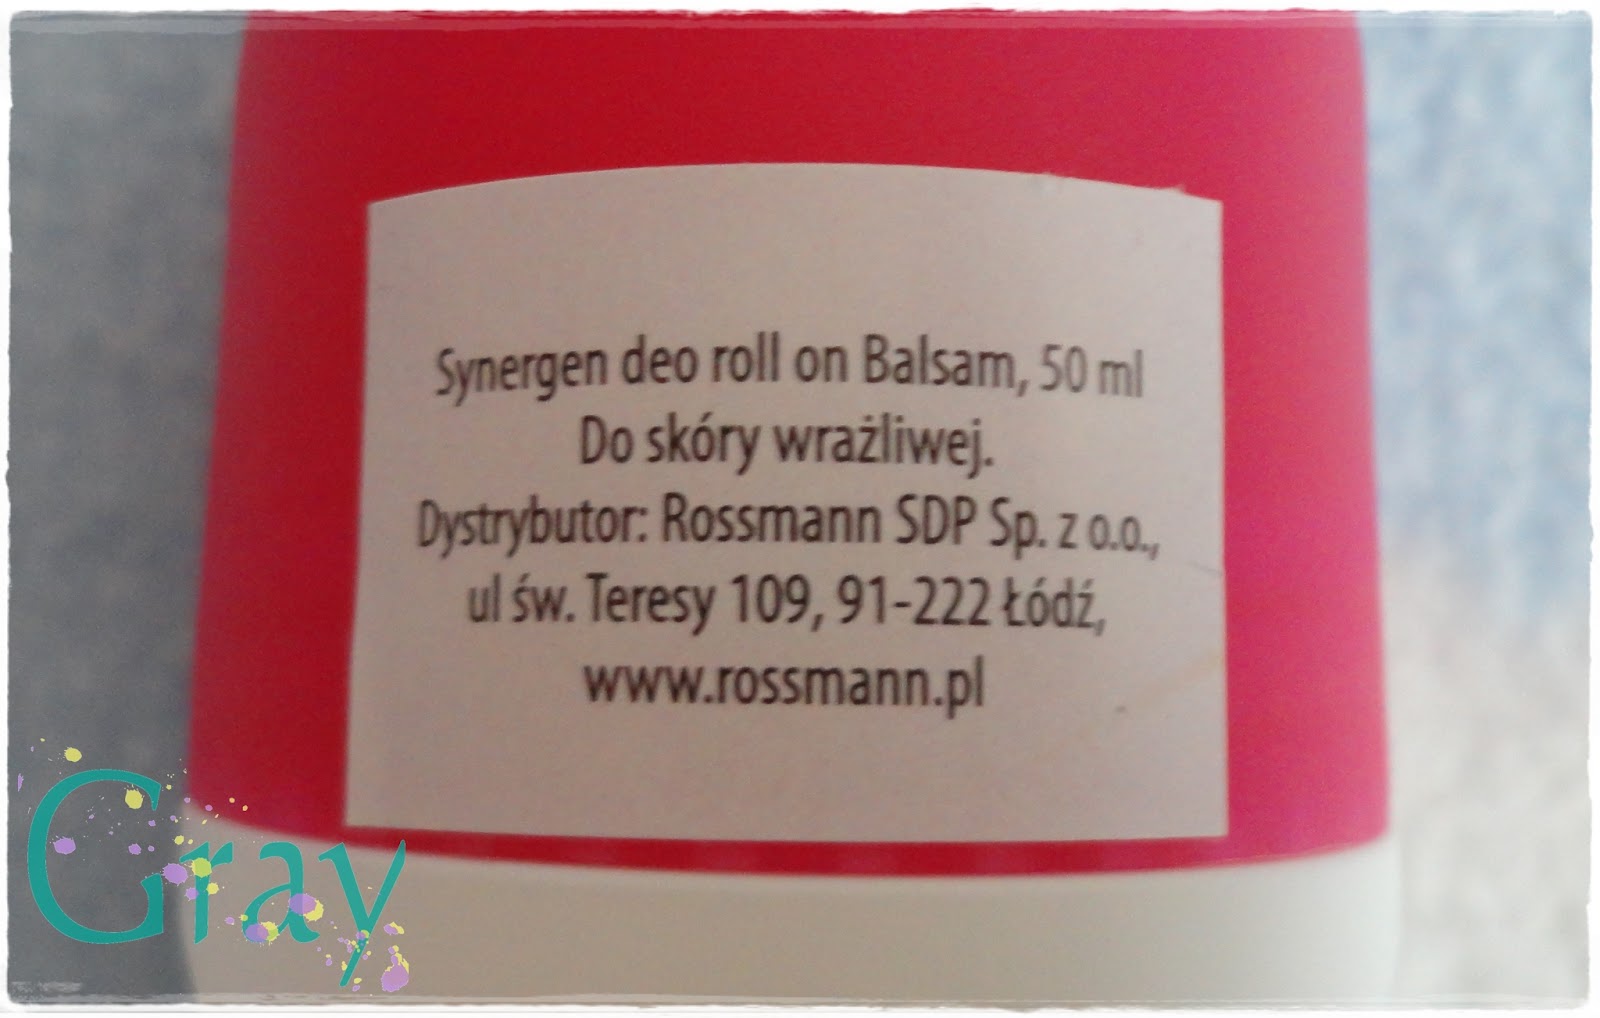 Synergen deo roll on Balsam, 50 ml
Do skóry wrażliwej.
Dystrybutor: Rossmann SDP Sp. z o.o.,
ul św. Teresy 109, 91-222 Łódź,
www.rossmann.pl
Gray